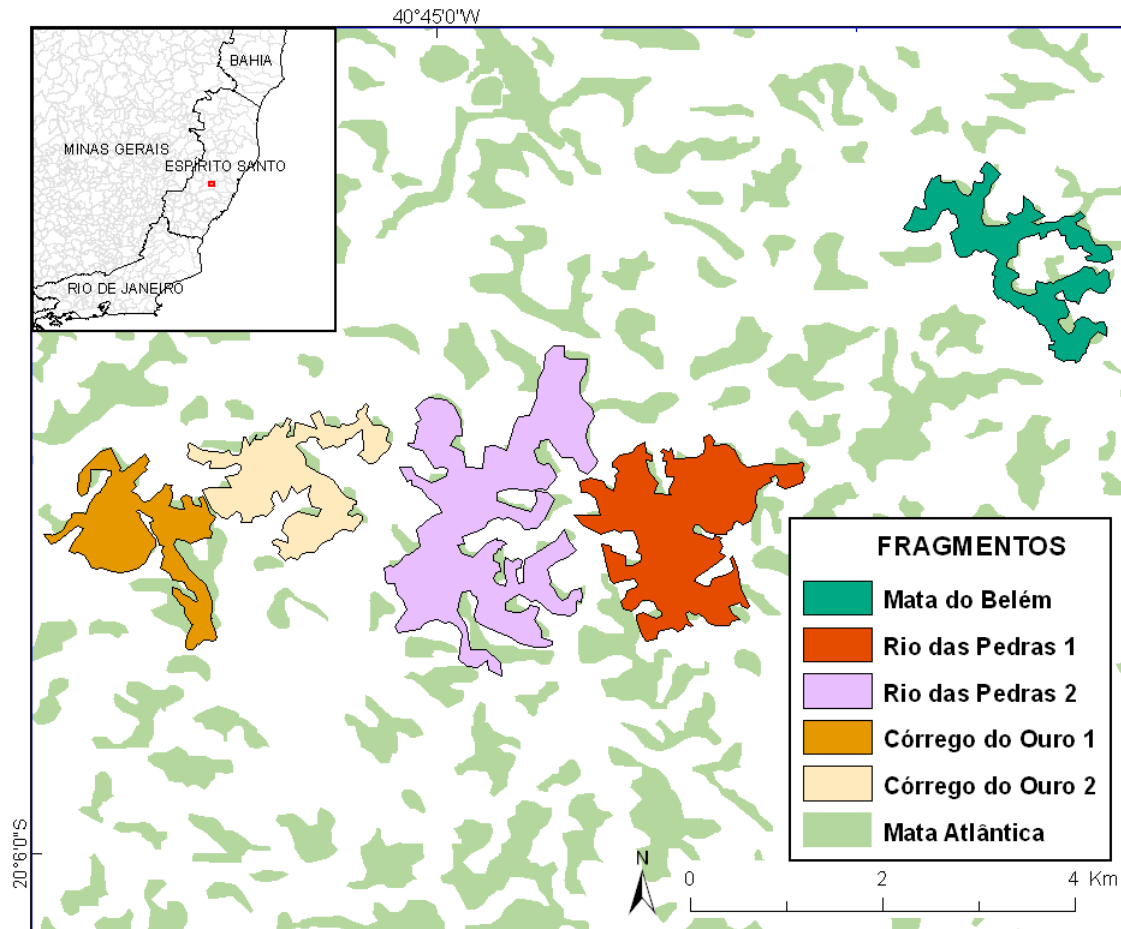 40°45'0"W
BAHIA
MINAS GERAIS
ESPÍRITO SANTO
RIO DE JANEIRO
FRAGMENTOS
Mata do Belém
Rio das Pedras 1
Rio das Pedras 2
Córrego do Ouro 1
Córrego do Ouro 2
Mata Atlântica
20°6'0"S
N
0 2 4 Km